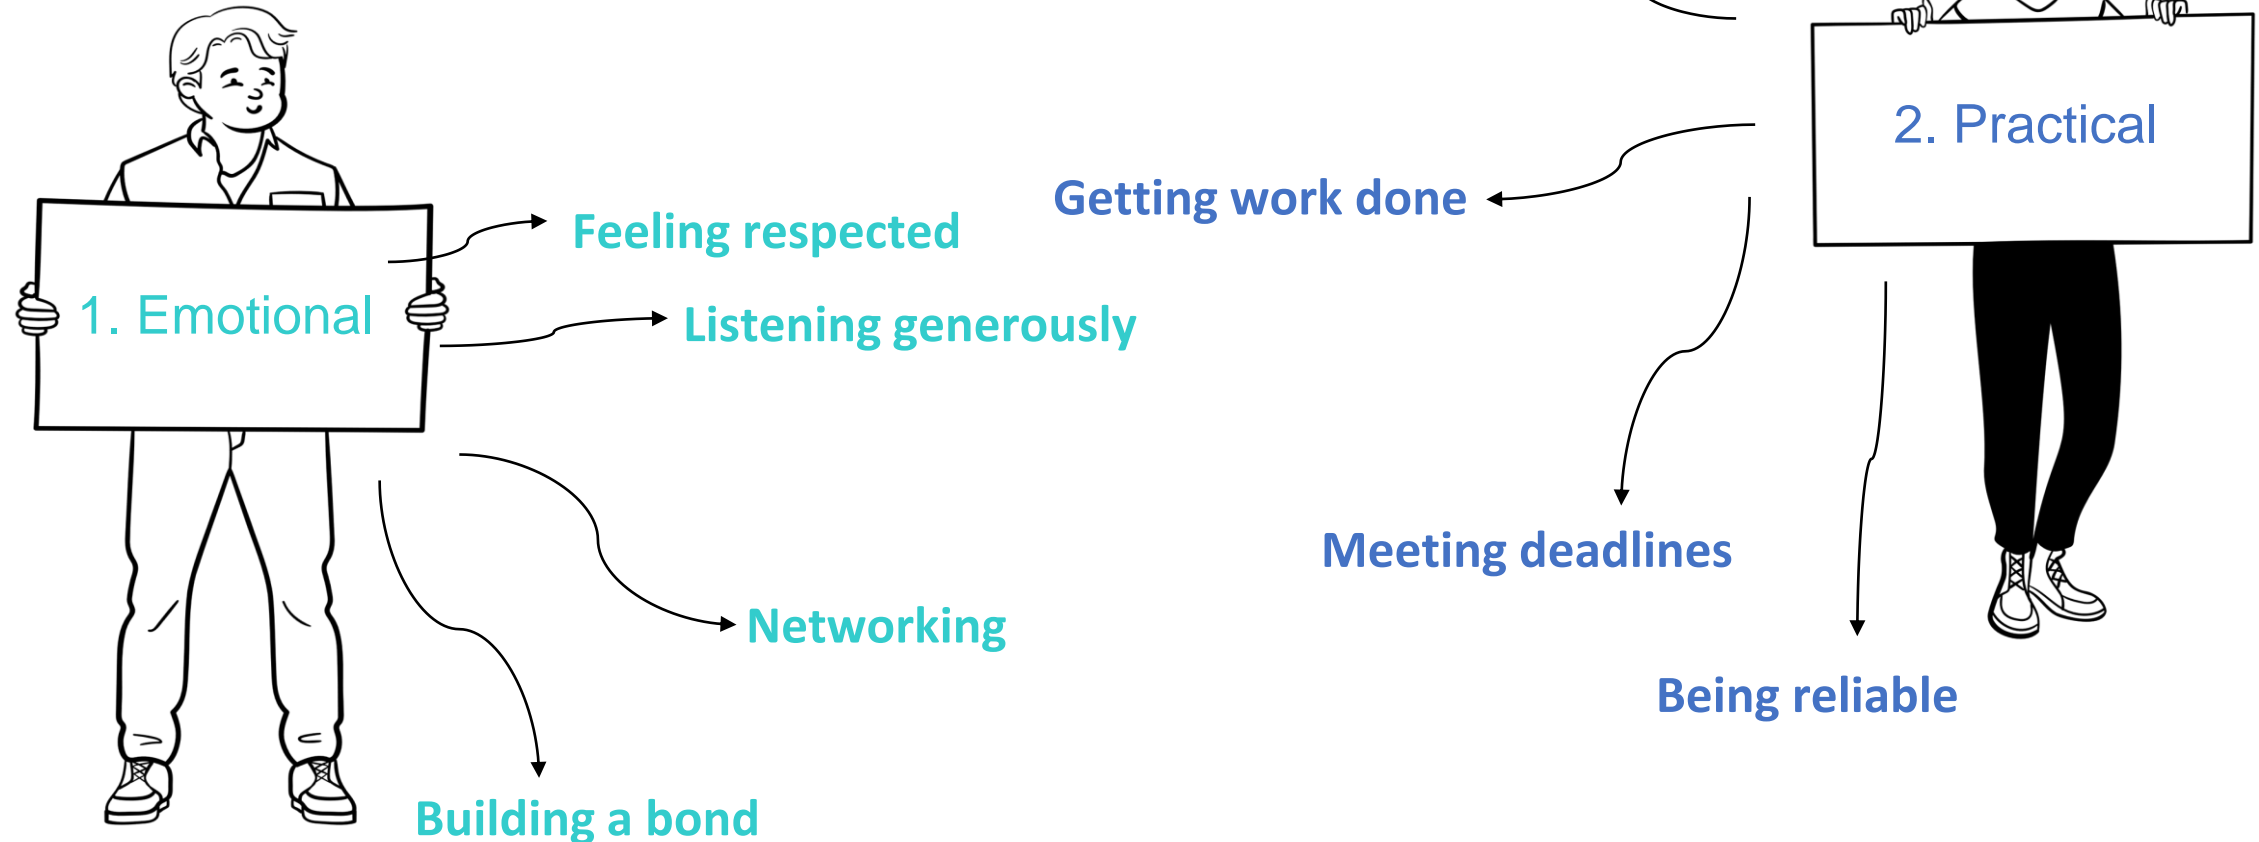 1. Emotional
Feeling respected
Listening generously
Networking
Building a bond
2. Practical
Getting work done
Meeting deadlines
Being reliable